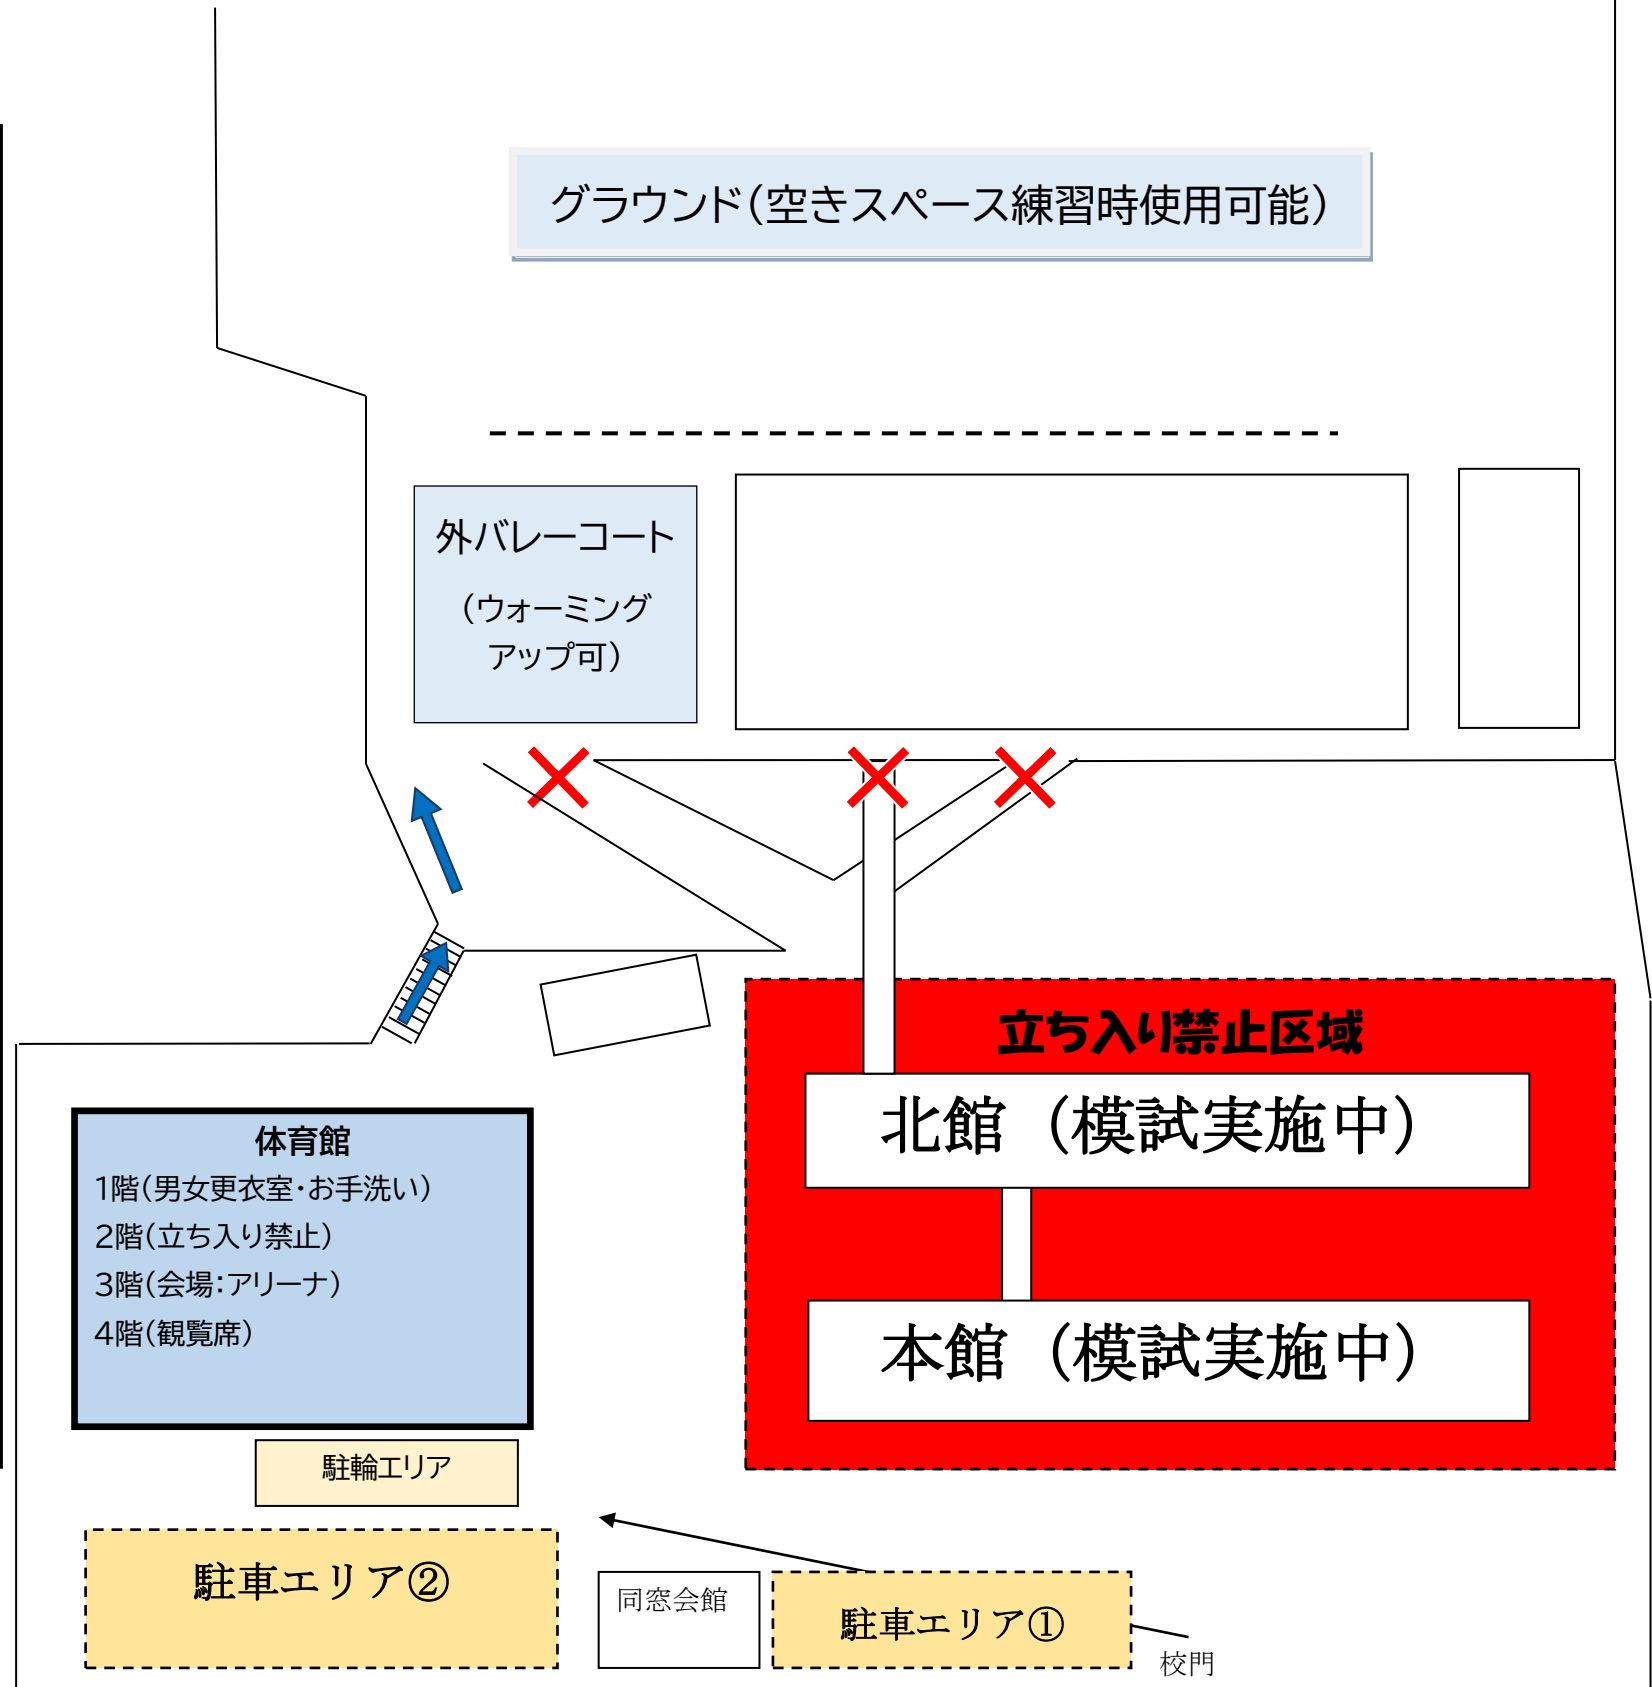 グラウンド(空きスペース練習時使用可能)
外バレーコート
(ウォーミング
アップ可)
立ち入り禁止区域
北館(模試実施中)
体育館
1階(男女更衣室・お手洗い)
2階(立ち入り禁止)
3階(会場:アリーナ)
4階(観覧席)
本館(模試実施中)
駐輪エリア
駐車エリア②
同窓会館
駐車エリア①
校門